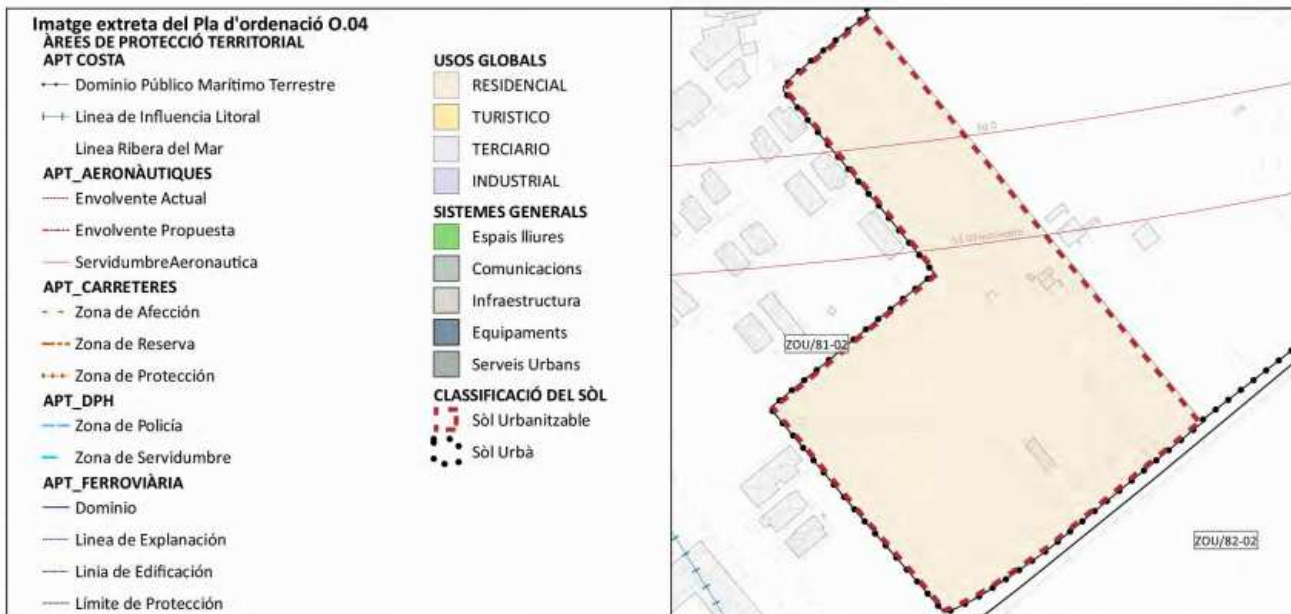 Imatge extreta del Pla d'ordenació O.04
ÀREES DE PROTECCIÓ TERRITORIAL
APT COSTA
Dominio Público Marítimo Terrestre
Linea de Influencia Litoral
Linea Ribera del Mar
APT_AERONÀUTIQUES
Envolvente Actual
Envolvente Propuesta
ServidumbreAeronautica
APT_CARRETERES
Zona de Afección
Zona de Reserva
Zona de Protección
APT_DPH
Zona de Policía
Zona de Servidumbre
APT_FERROVIÀRIA
Dominio
Linea de Explanación
Linia de Edificación
Límite de Protección
USOS GLOBALS
RESIDENCIAL
TURISTICO
TERCIARIO
INDUSTRIAL
SISTEMES GENERALS
Espais lliures
Comunicacions
Infraestructura
Equipaments
Serveis Urbans
CLASSIFICACIÓ DEL SÒL
Sòl Urbanitzable
Sòl Urbà
ZOU/81-02
ZOU/82-02